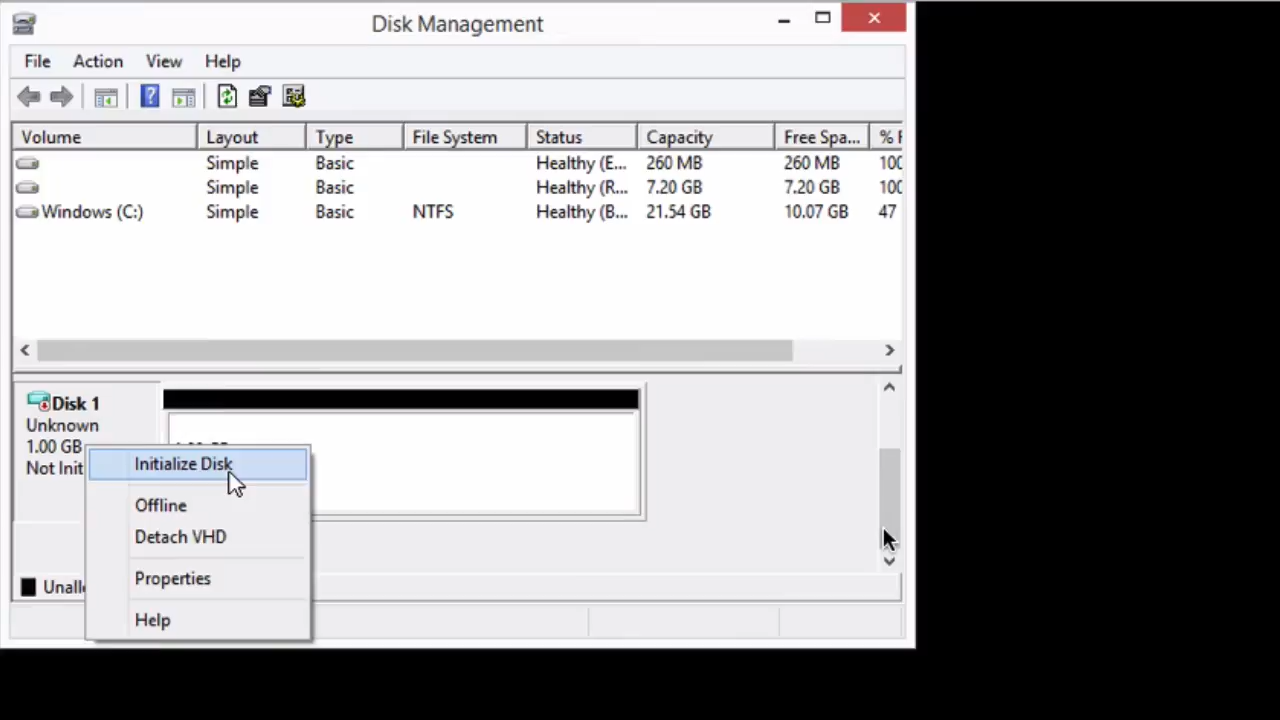 Disk Management
File Action View Help
Volume Layout Type File System Status Capacity Free Spa... %
Simple Basic Healthy (E... 260 MB 260 MB 100
Simple Basic Healthy (R... 7.20 GB 7.20 GB 100
Windows (C:) Simple Basic NTFS Healthy (B... 21.54 GB 10.07 GB 47
Disk 1
Unknown
1.00 GB
Not Init
Initialize Disk
Offline
Detach VHD
Properties
Help
Unall